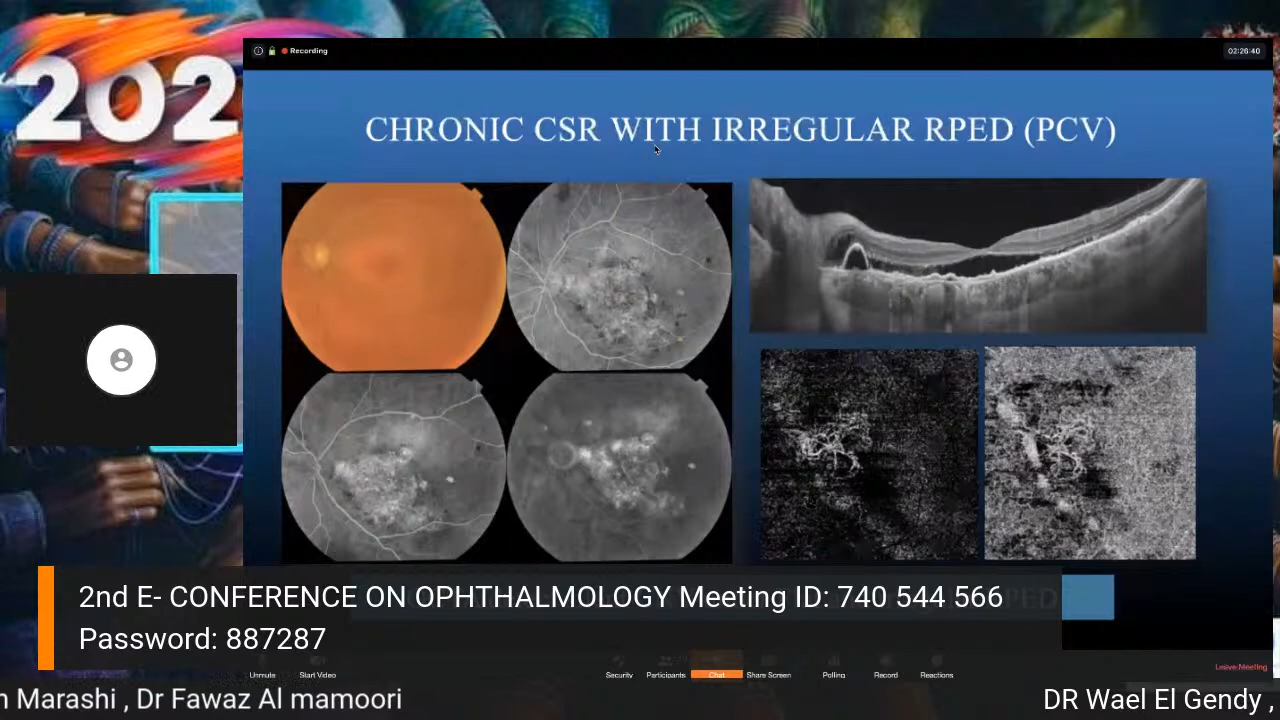 202
Recording
02:26:40
CHRONIC CSR WITH IRREGULAR RPED (PCV)
2nd E- CONFERENCE ON OPHTHALMOLOGY Meeting ID: 740 544 566
Password: 887287
Unmute
Start Video
Security
Participants
Chat
Share Screen
Polling
Record
Reactions
Leave Meeting
Marashi , Dr Fawaz Al mamoori
DR Wael El Gendy ,